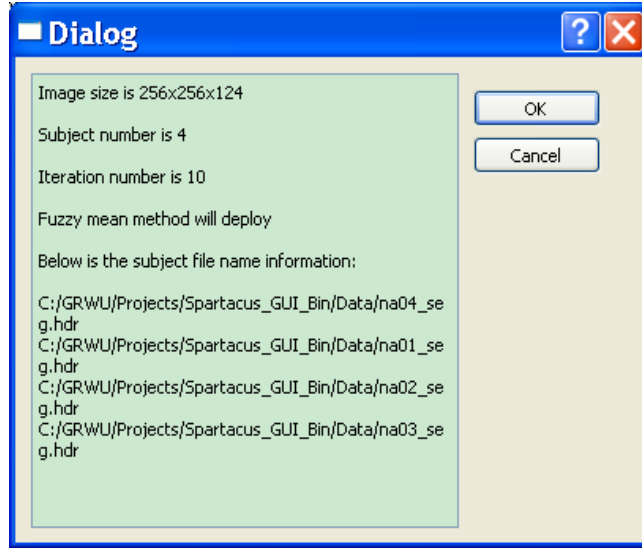 Dialog
Image size is 256x256x124
Subject number is 4
Iteration number is 10
Fuzzy mean method will deploy
Below is the subject file name information:
C:/GRWU/Projects/Spartacus_GUI_Bin/Data/na04_se
g.hdr
C:/GRWU/Projects/Spartacus_GUI_Bin/Data/na01_se
g.hdr
C:/GRWU/Projects/Spartacus_GUI_Bin/Data/na02_se
g.hdr
C:/GRWU/Projects/Spartacus_GUI_Bin/Data/na03_se
g.hdr
OK
Cancel